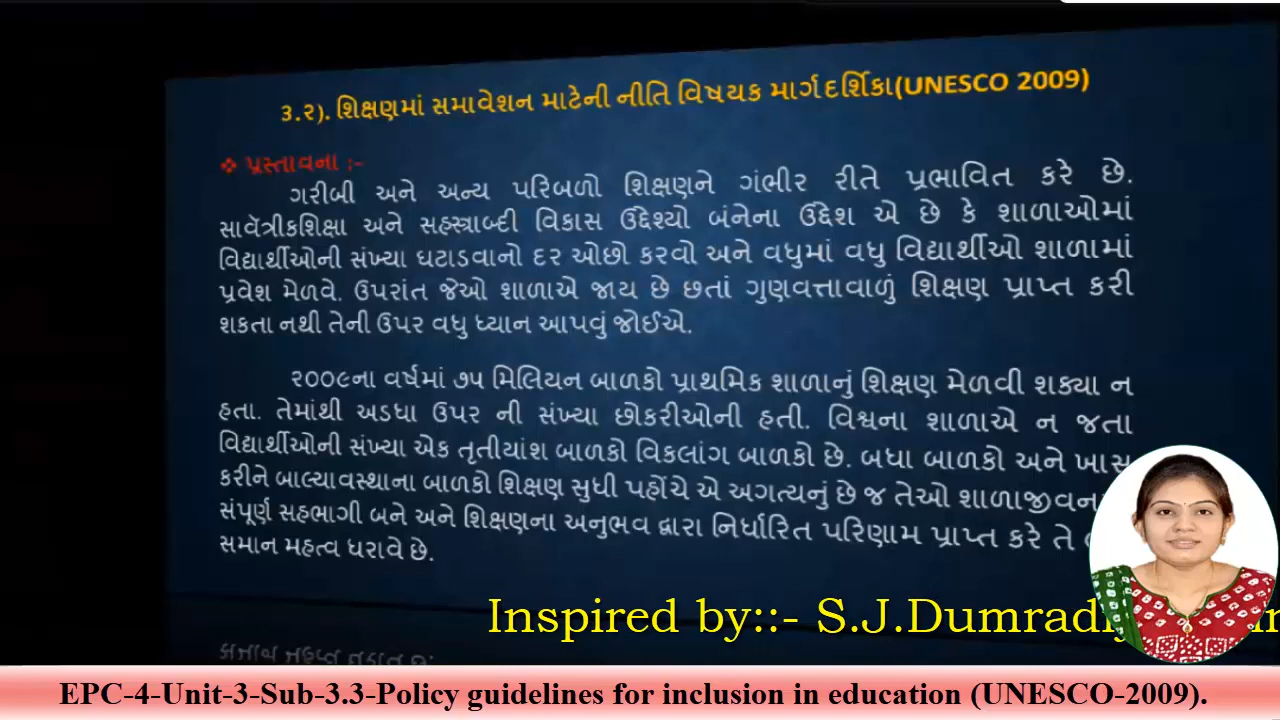 ૩.૨). શિક્ષણમાં સમાવેશન માટેની નીતિ વિષયક માર્ગદર્શિકા(UNESCO 2009)
❖ પ્રસ્તાવના :-
ગરીબી અને અન્ય પરિબળો શિક્ષણને ગંભીર રીતે પ્રભાવિત કરે છે.
સાર્વત્રીકશિક્ષા અને સહસ્ત્રાબ્દી વિકાસ ઉદ્દેશ્યો બંનેના ઉદ્દેશ એ છે કે શાળાઓમાં
વિદ્યાર્થીઓની સંખ્યા ઘટાડવાનો દર ઓછો કરવો અને વધુમાં વધુ વિદ્યાર્થીઓ શાળામાં
પ્રવેશ મેળવે. ઉપરાંત જેઓ શાળાએ જાય છે છતાં ગુણવત્તાવાળું શિક્ષણ પ્રાપ્ત કરી
શકતા નથી તેની ઉપર વધુ ધ્યાન આપવું જોઈએ.
૨૦૦૯ના વર્ષમાં ૭૫ મિલિયન બાળકો પ્રાથમિક શાળાનું શિક્ષણ મેળવી શક્યા ન
હતા. તેમાંથી અડધા ઉપર ની સંખ્યા છોકરીઓની હતી. વિશ્વના શાળાએ ન જતા
વિદ્યાર્થીઓની સંખ્યા એક તૃતીયાંશ બાળકો વિકલાંગ બાળકો છે. બધા બાળકો અને ખાસ
કરીને બાલ્યાવસ્થાના બાળકો શિક્ષણ સુધી પહોંચે એ અગત્યનું છે જ તેઓ શાળાજીવન
સંપૂર્ણ સહભાગી બને અને શિક્ષણના અનુભવ દ્વારા નિર્ધારિત પરિણામ પ્રાપ્ત કરે તે
સમાન મહત્વ ધરાવે છે.
Inspired by::- S.J.Dumradi
EPC-4-Unit-3-Sub-3.3-Policy guidelines for inclusion in education (UNESCO-2009).